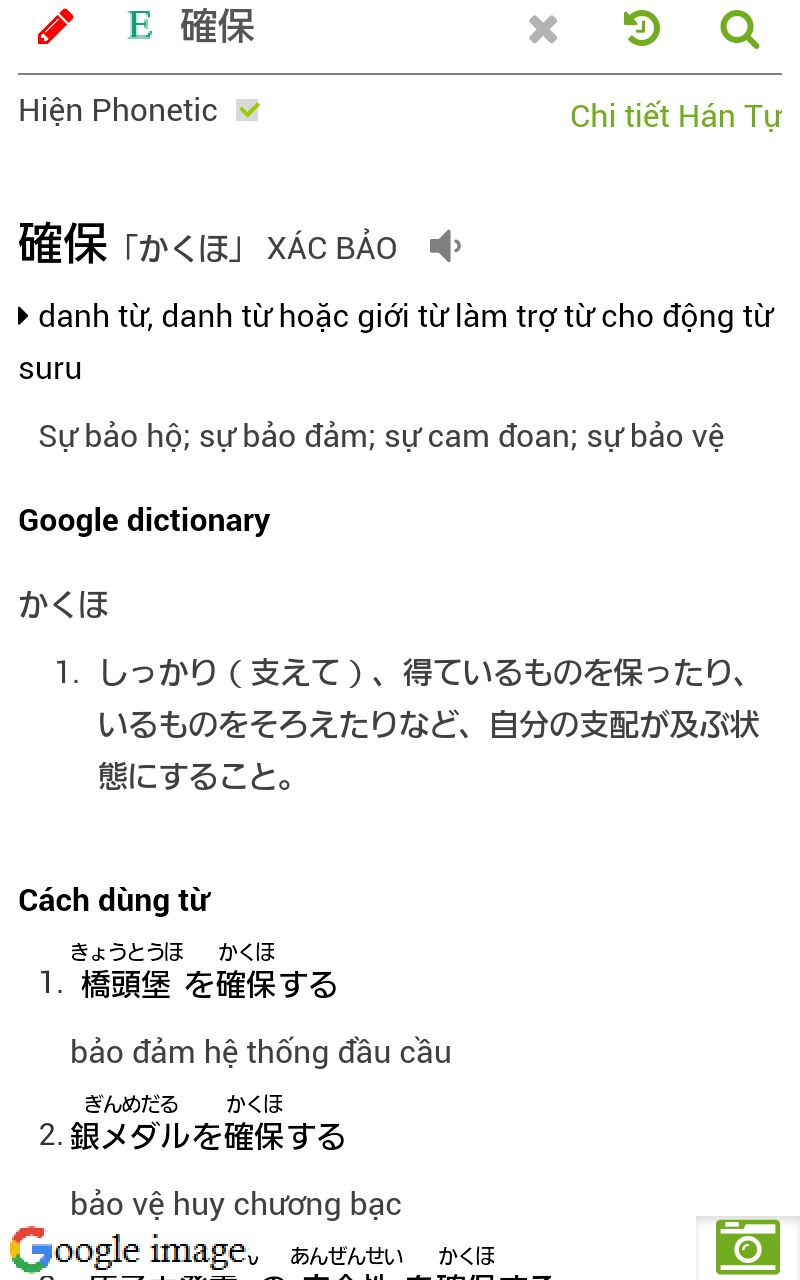 E 確保
Hiện Phonetic
Chi tiết Hán Tự
確保「かくほ」 XÁC BẢO
danh từ, danh từ hoặc giới từ làm trợ từ cho động từ
suru
Sự bảo hộ; sự bảo đảm; sự cam đoan; sự bảo vệ
Google dictionary
かくほ
1. しっかり（支えて）、得ているものを保ったり、
いるものをそろえたりなど、自分の支配が及ぶ状
態にすること。
Cách dùng từ
きょうとうほ かくほ
1. 橋頭堡 を確保する
bảo đảm hệ thống đầu cầu
ぎんめだる かくほ
2. 銀メダルを確保する
bảo vệ huy chương bạc
Google image
あんぜんせい かくほ